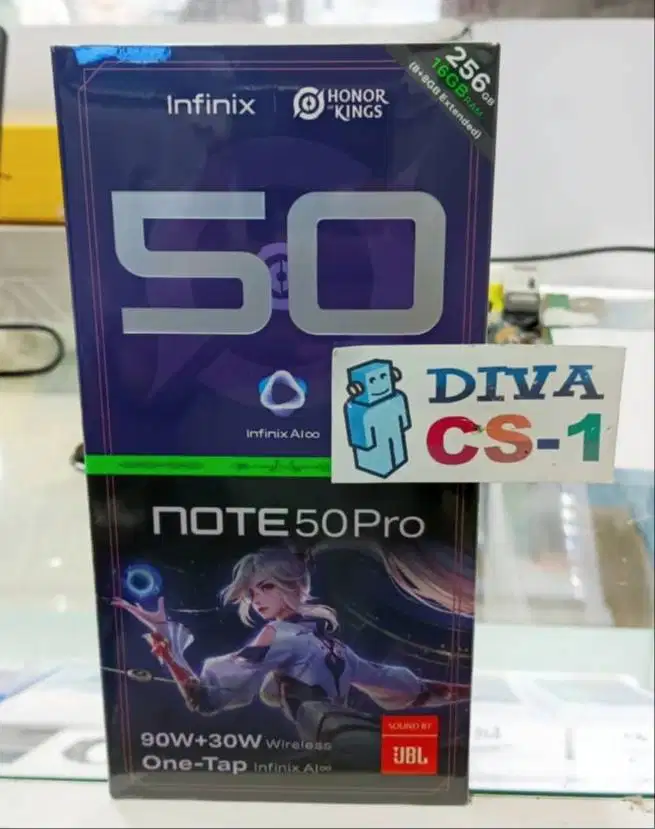 256GB
16GB RAM
(8+8GB Extended)
Infinix
HONOR
OF KINGS
50
Infinix AI∞
DIVA
CS-1
NOTE 50 Pro
90W+30W Wireless
One-Tap Infinix AI∞
SOUND BY
JBL